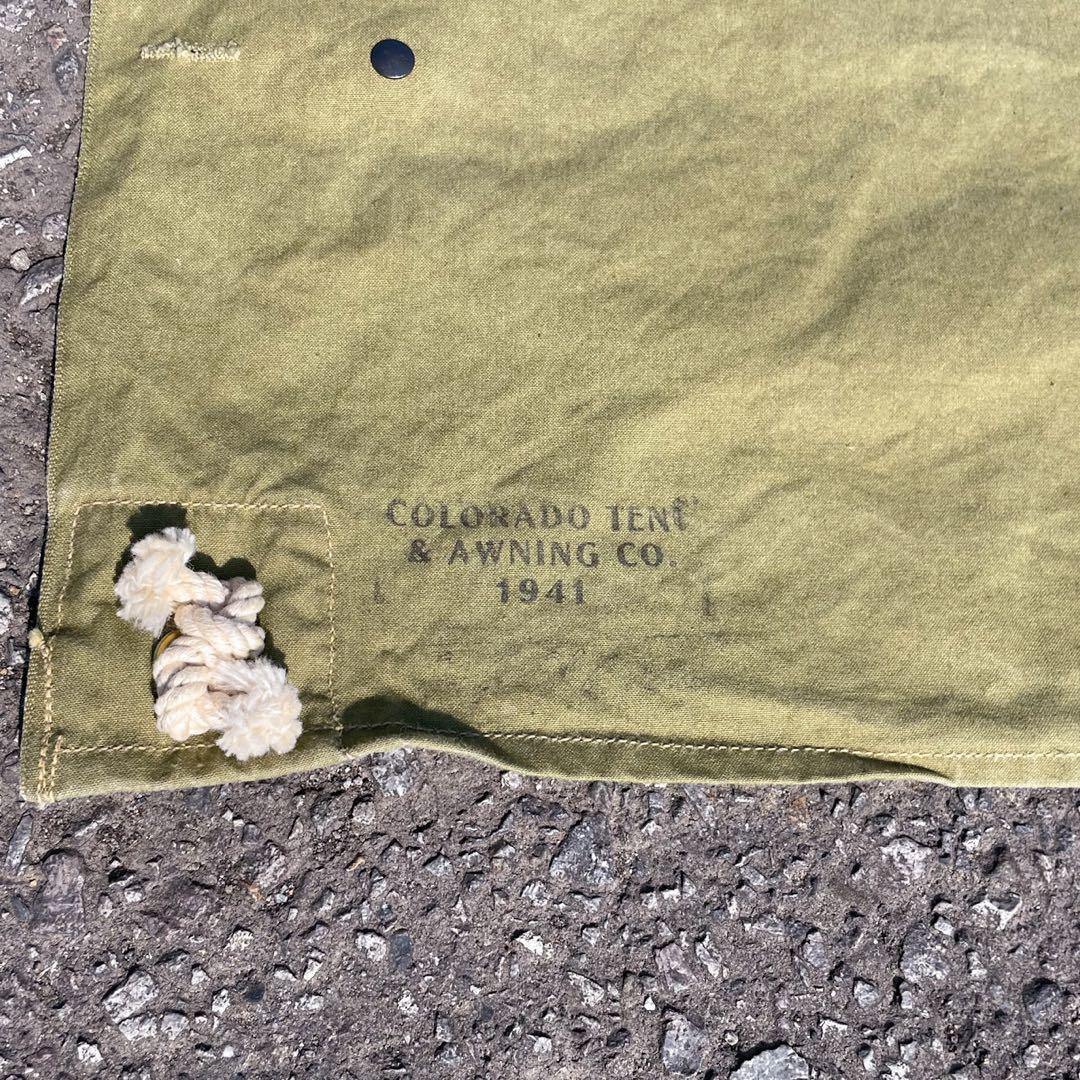 COLORADO TENT
& AWNING CO.
1941